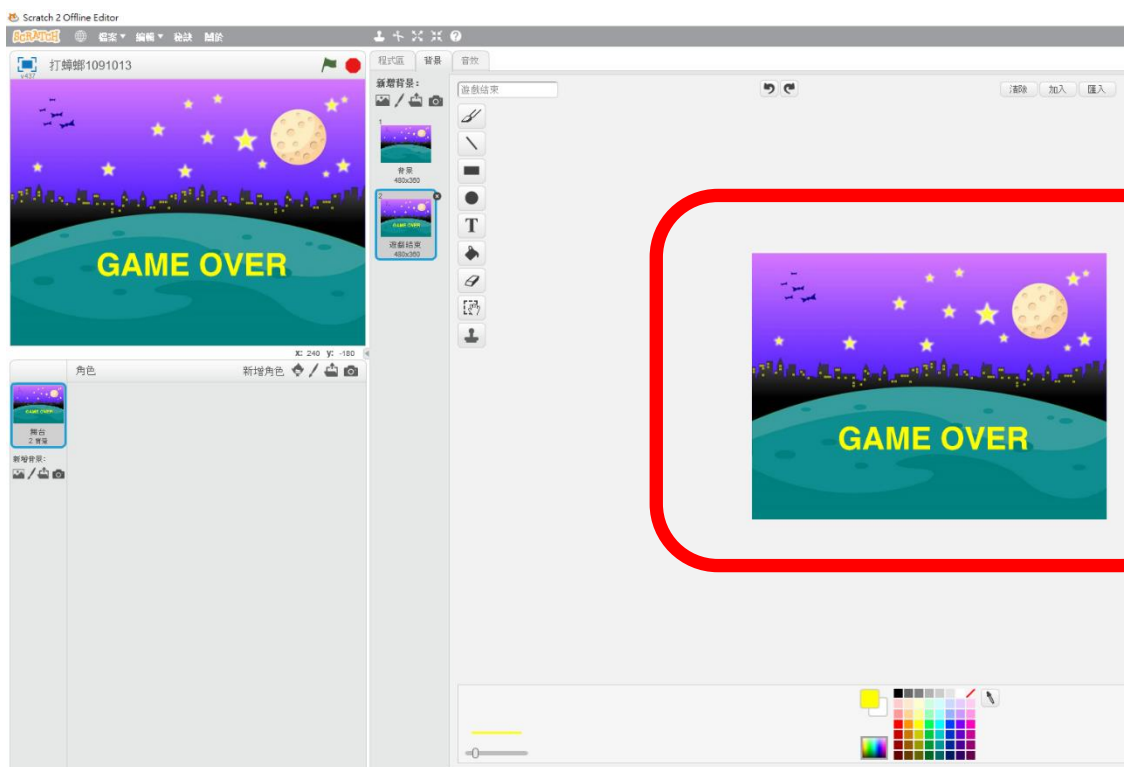 Scratch 2 Offline Editor
SCRATCH 檔案▼ 編輯▼ 秘訣 關於
v437
打蟑螂1091013
GAME OVER
X: 240 y: -180
角色
新增角色
GAME OVER
舞台
2 背景
新增背景:
程式區
背景
音效
新增背景:
1
背景
480x360
2
GAME OVER
遊戲結束
480x360
遊戲結束
清除
加入
匯入
T
GAME OVER